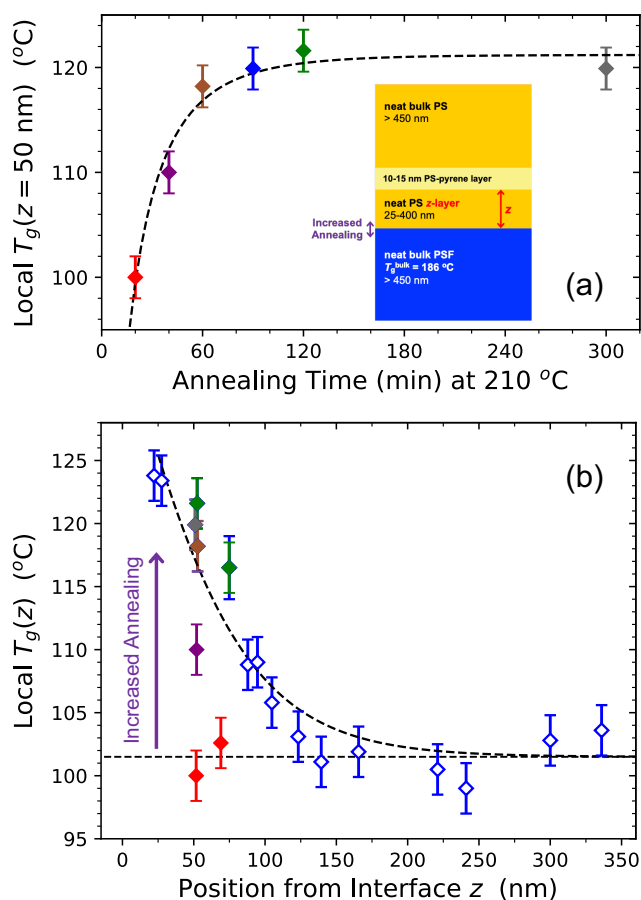 Local Tg(z = 50 nm) (°C)
120
110
100
neat bulk PS
> 450 nm
10-15 nm PS-pyrene layer
neat PS z-layer
25-400 nm
z
Increased
Annealing
neat bulk PSF
Tg^bulk = 186 °C
> 450 nm
(a)
0 60 120 180 240 300
Annealing Time (min) at 210 °C
Local Tg(z) (°C)
125
120
115
110
105
100
95
Increased Annealing
(b)
0 50 100 150 200 250 300 350
Position from Interface z (nm)